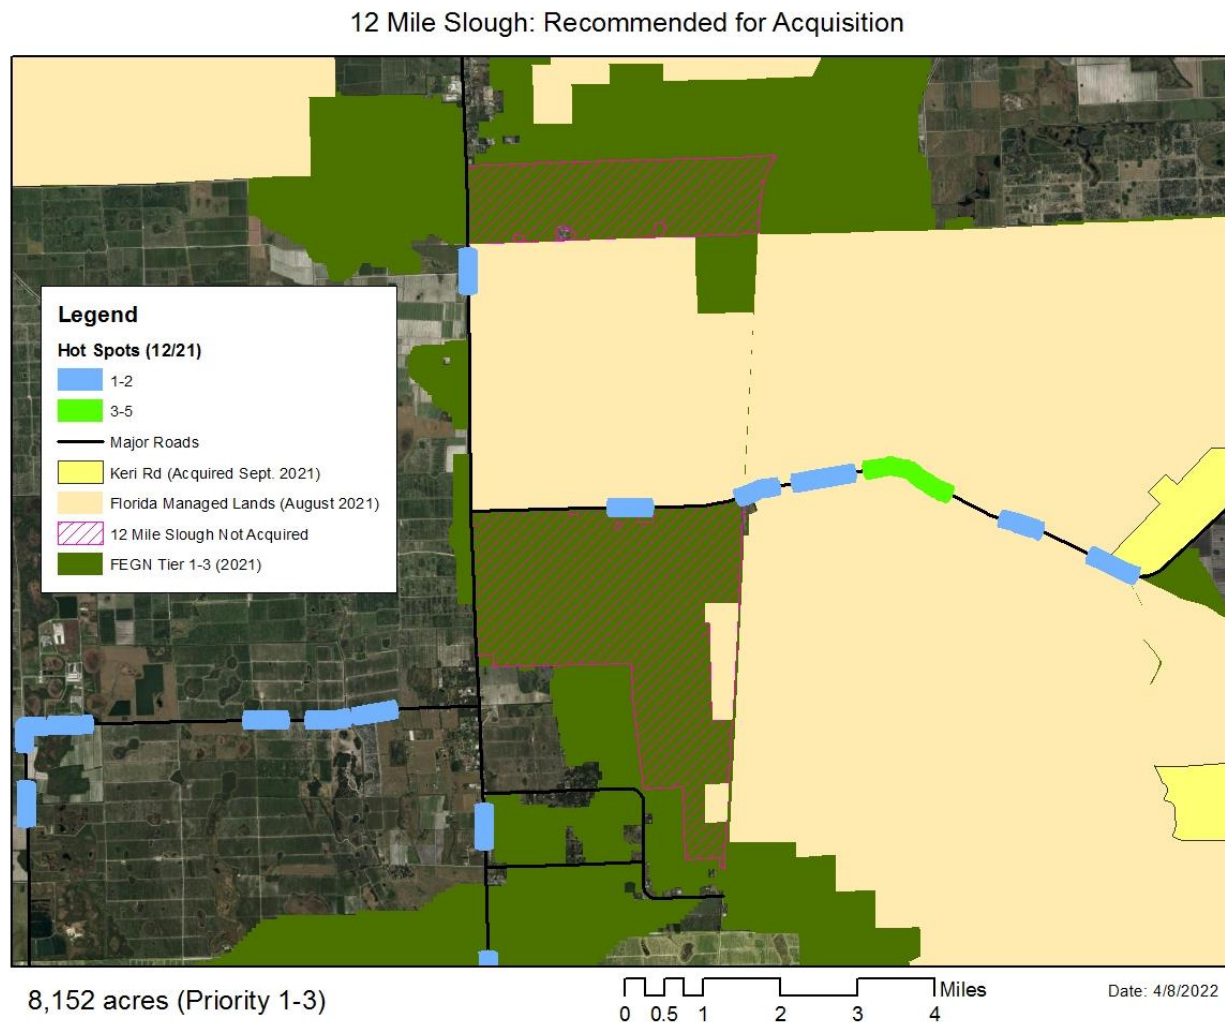 12 Mile Slough: Recommended for Acquisition
Legend
Hot Spots (12/21)
1-2
3-5
Major Roads
Keri Rd (Acquired Sept. 2021)
Florida Managed Lands (August 2021)
12 Mile Slough Not Acquired
FEGN Tier 1-3 (2021)
8,152 acres (Priority 1-3)
Miles
0 0.5 1 2 3 4
Date: 4/8/2022